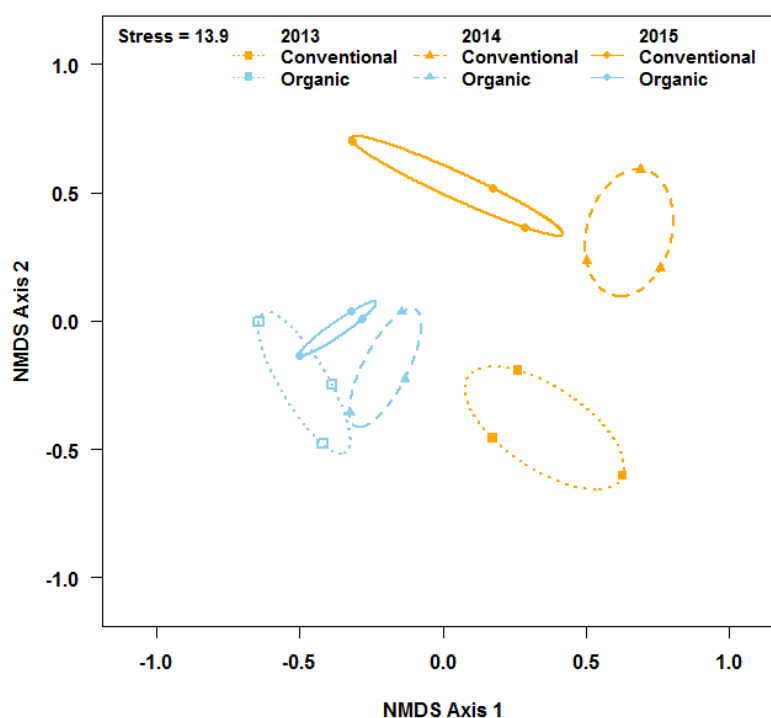 Stress = 13.9 2013 2014 2015
Conventional Conventional Conventional
Organic Organic Organic
1.0
0.5
0.0
-0.5
-1.0
NMDS Axis 2
-1.0 -0.5 0.0 0.5 1.0
NMDS Axis 1